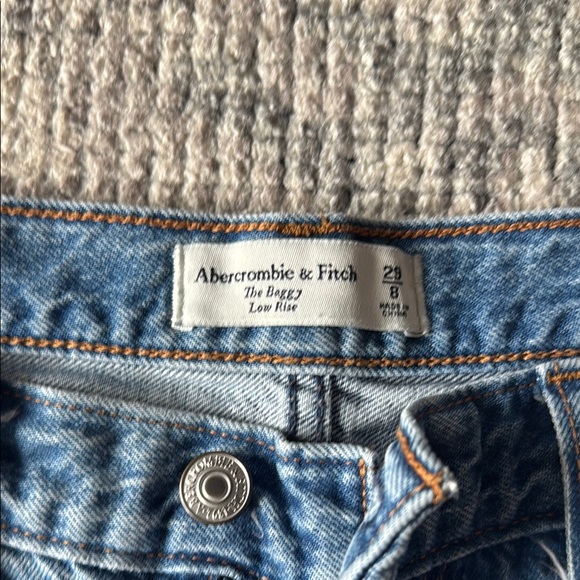 Abercrombie & Fitch
The Baggy
Low Rise
29
8
MADE IN
CHINA